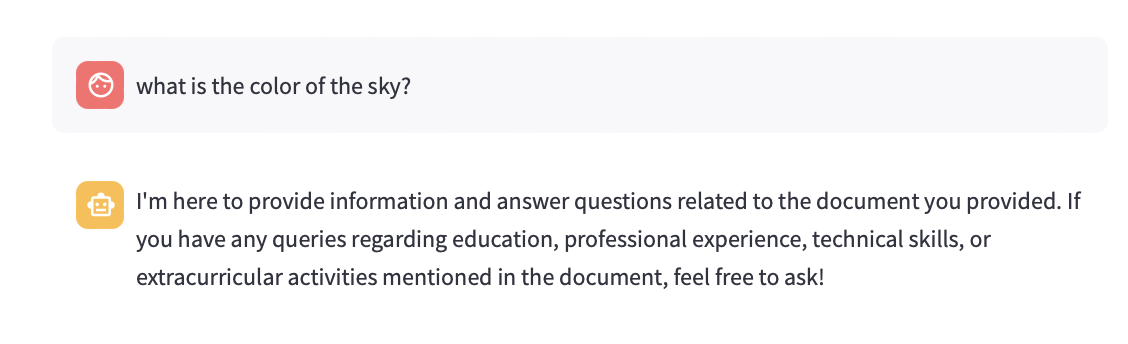 what is the color of the sky?
I'm here to provide information and answer questions related to the document you provided. If
you have any queries regarding education, professional experience, technical skills, or
extracurricular activities mentioned in the document, feel free to ask!